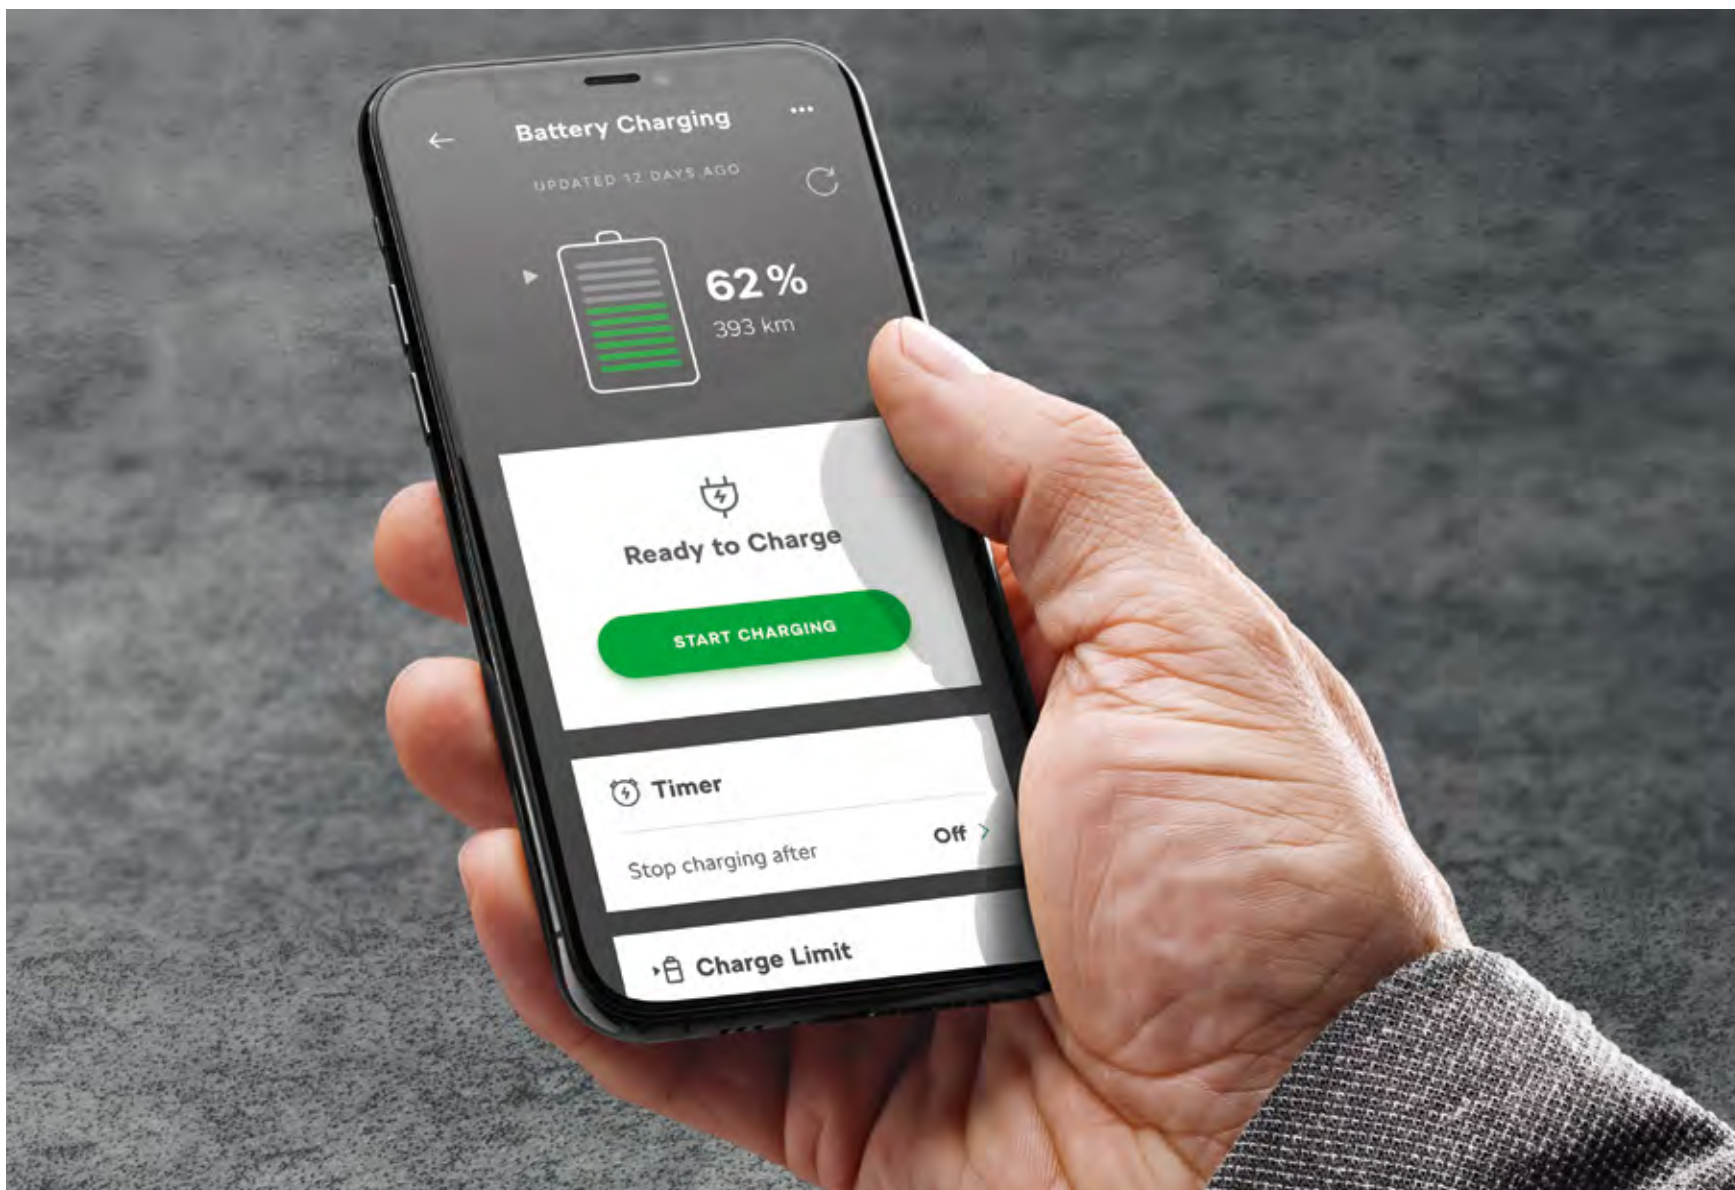 Battery Charging
UPDATED 12 DAYS AGO
62%
393 km
Ready to Charge
START CHARGING
Timer
Stop charging after
Off
Charge Limit